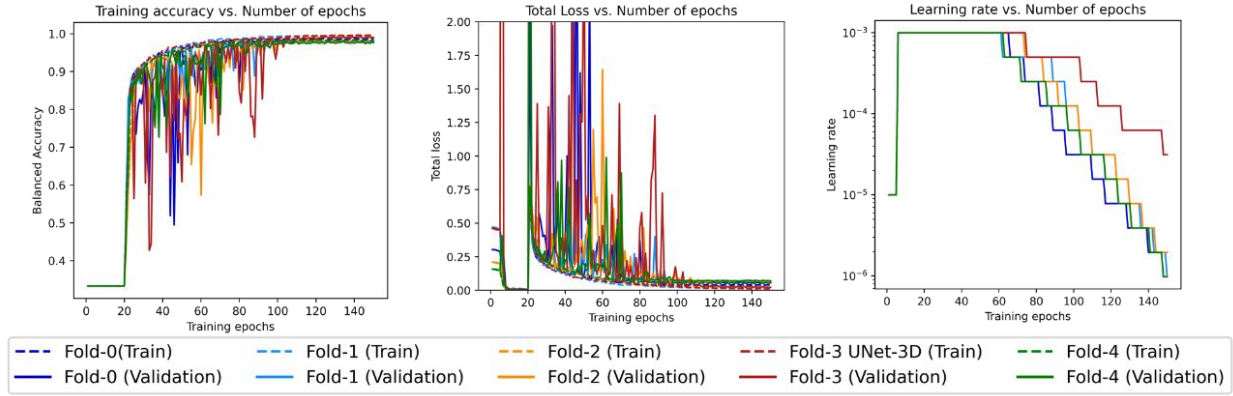 Training accuracy vs. Number of epochs
Balanced Accuracy
1.0
0.9
0.8
0.7
0.6
0.5
0.4
0 20 40 60 80 100 120 140
Training epochs
Total Loss vs. Number of epochs
Total loss
2.00
1.75
1.50
1.25
1.00
0.75
0.50
0.25
0.00
0 20 40 60 80 100 120 140
Training epochs
Learning rate vs. Number of epochs
Learning rate
10⁻³
10⁻⁴
10⁻⁵
10⁻⁶
0 20 40 60 80 100 120 140
Training epochs
Fold-0(Train) Fold-1 (Train) Fold-2 (Train) Fold-3 UNet-3D (Train) Fold-4 (Train)
Fold-0 (Validation) Fold-1 (Validation) Fold-2 (Validation) Fold-3 (Validation) Fold-4 (Validation)